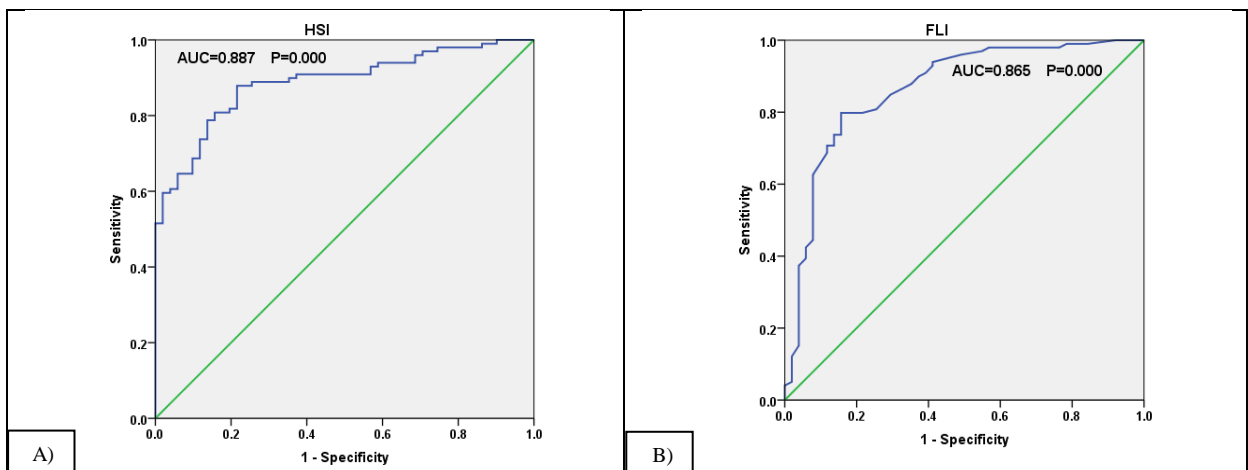 HSI
AUC=0.887 P=0.000
1.0
0.8
0.6
0.4
0.2
0.0
Sensitivity
0.0 0.2 0.4 0.6 0.8 1.0
1 - Specificity
A)
FLI
AUC=0.865 P=0.000
1.0
0.8
0.6
0.4
0.2
0.0
Sensitivity
0.0 0.2 0.4 0.6 0.8 1.0
1 - Specificity
B)